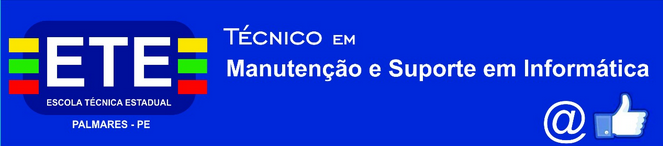 ETE
ESCOLA TÉCNICA ESTADUAL
PALMARES - PE
TÉCNICO EM
Manutenção e Suporte em Informática
@